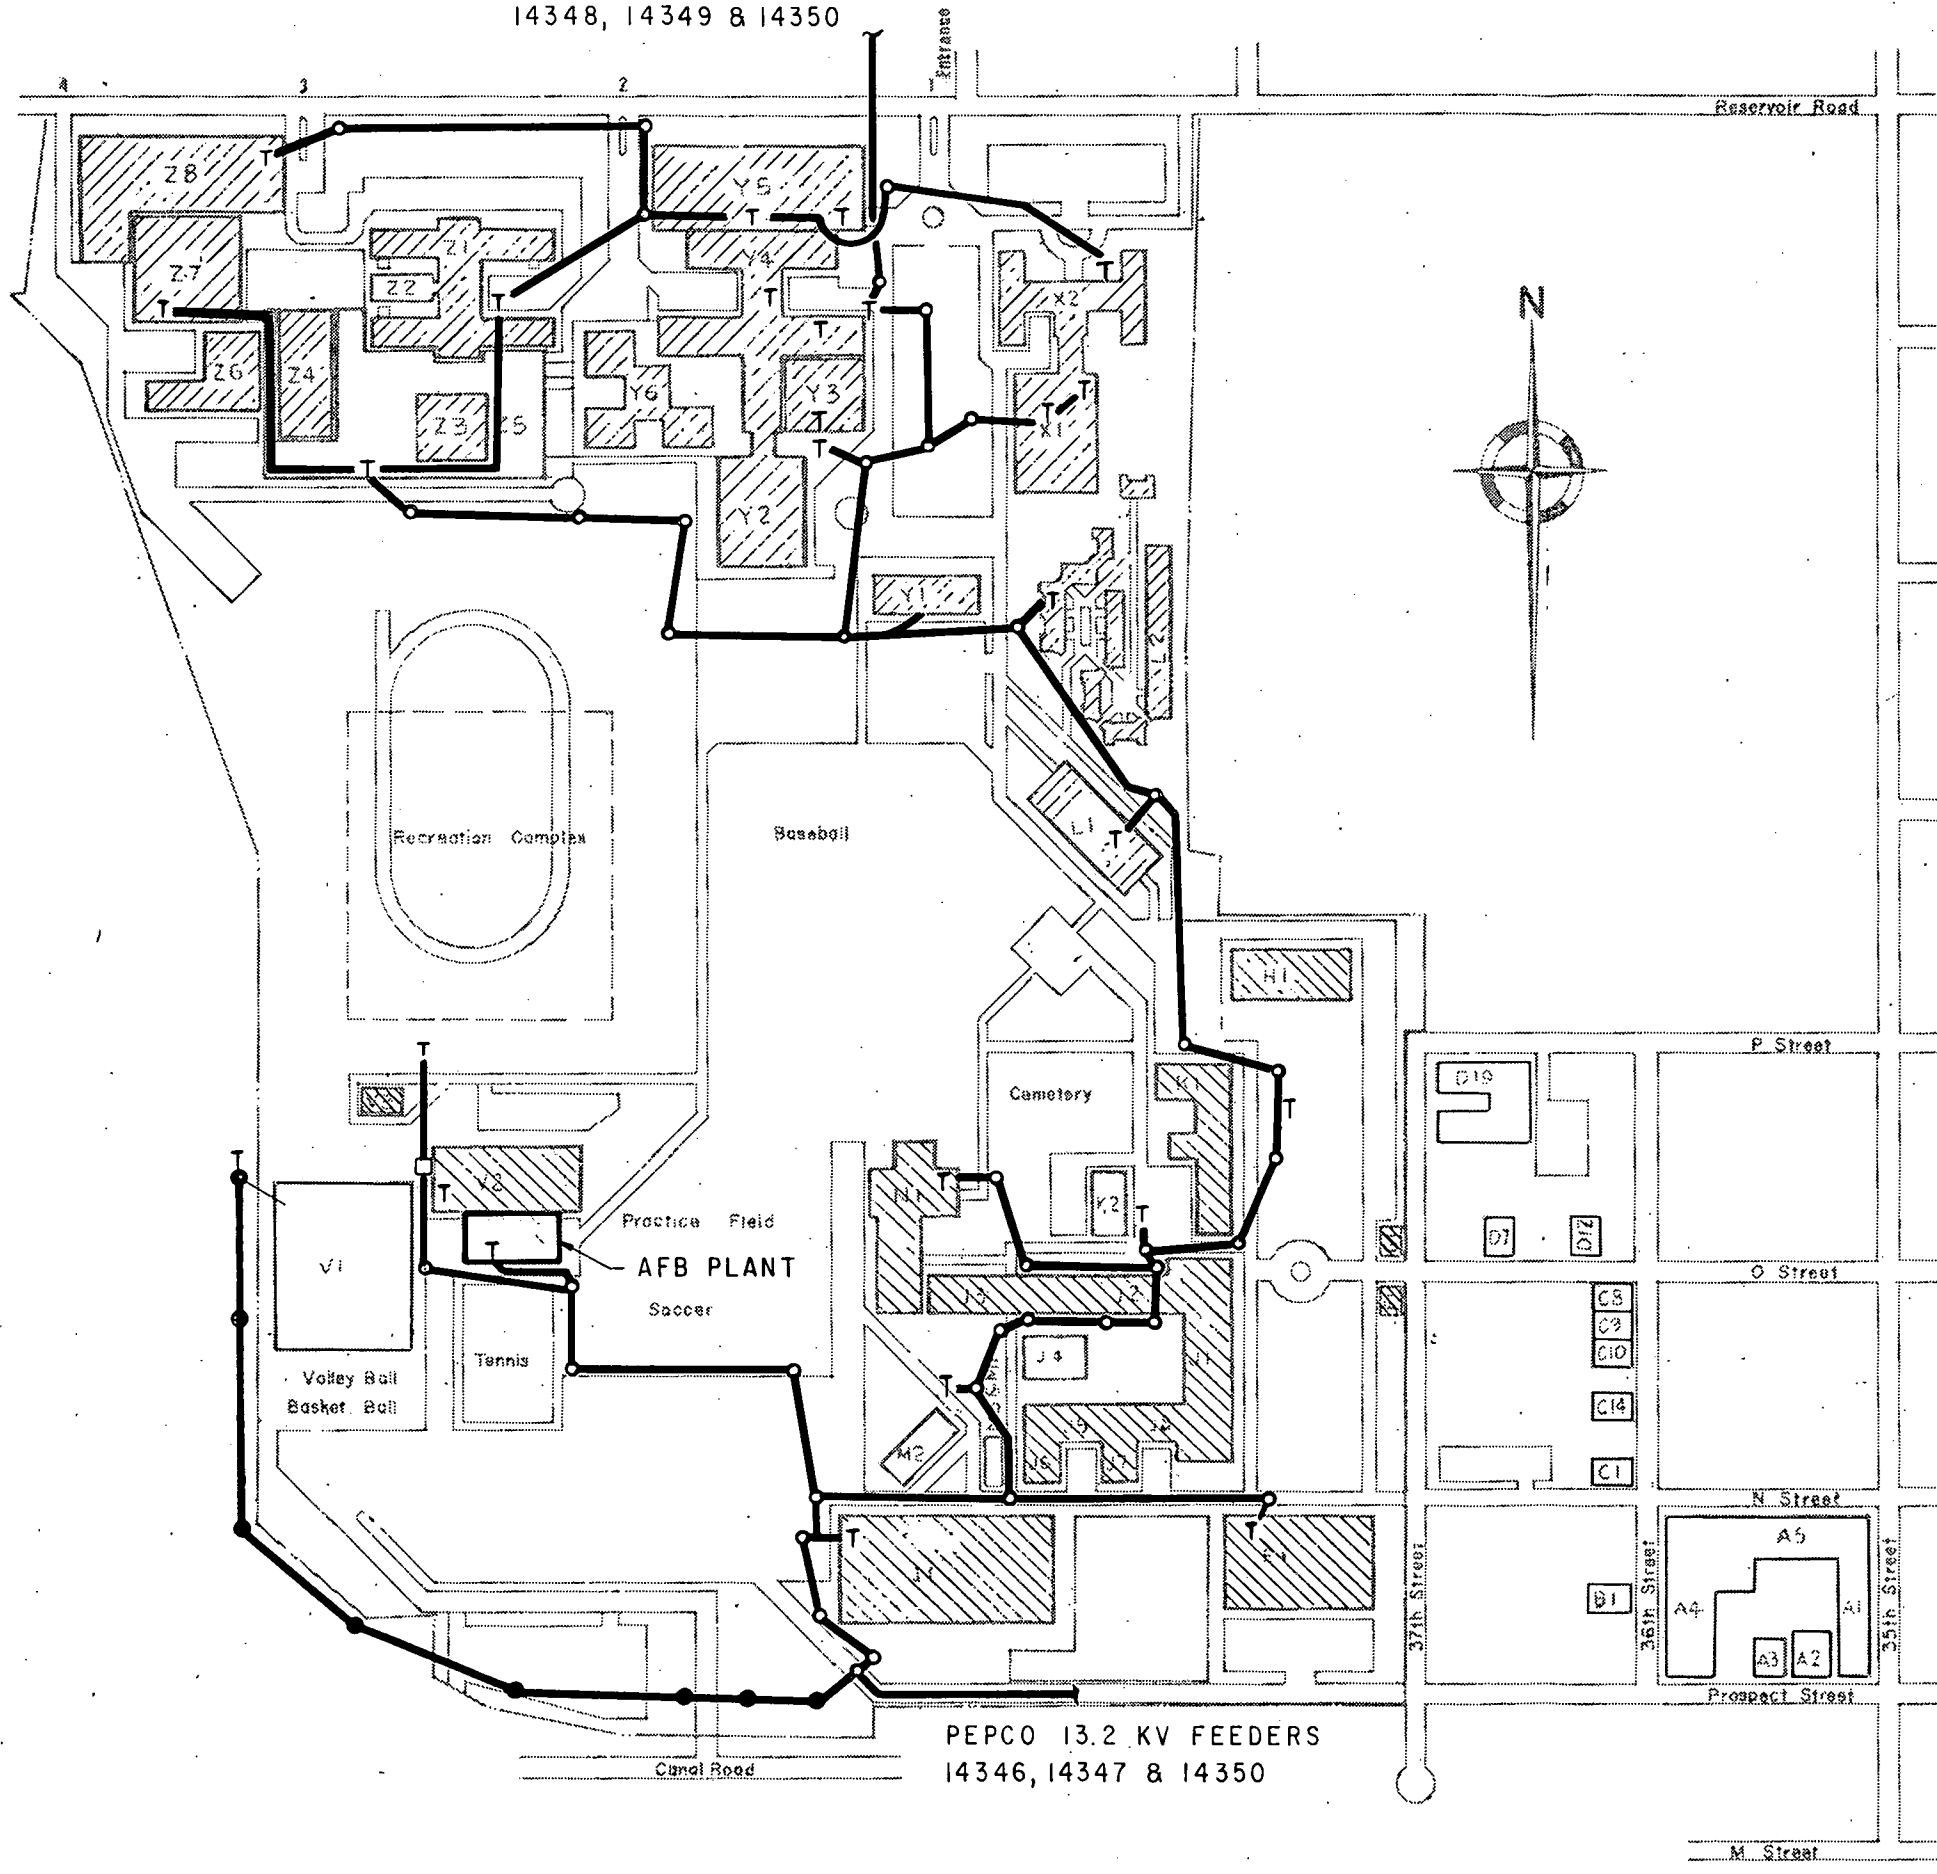 14348, 14349 & 14350
Entrance
4
3
2
1
Reservoir Road
Z8
T
Y5
T
T
Z7
T
Z1
Z2
T
Y4
T
T
T
T
X2
N
Z6
Z4
Z3
Z5
Y6
Y3
T
T
T
T
X1
Y2
Y1
T
L2
Recreation Complex
Baseball
L1
T
H1
P Street
T
Cemetery
K1
T
D19
T
V2
T
N1
T
K2
T
D7
D12
V1
Practice Field
T
AFB PLANT
O Street
Soccer
J3
J2
C8
C9
C10
Tennis
J4
J1
Volley Ball
Basket Ball
T
C14
M2
J9
J8
J6
J7
C1
N Street
T
T
A5
37th Street
36th Street
35th Street
B1
A4
A1
A3
A2
Prospect Street
PEPCO 13.2 KV FEEDERS
14346, 14347 & 14350
Canal Road
M Street